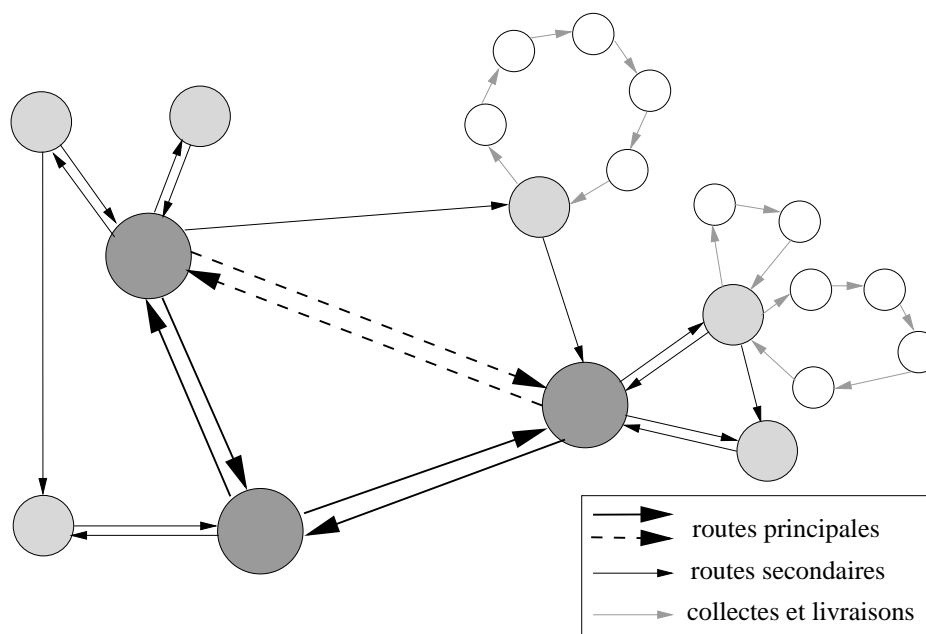 routes principales
routes secondaires
collectes et livraisons